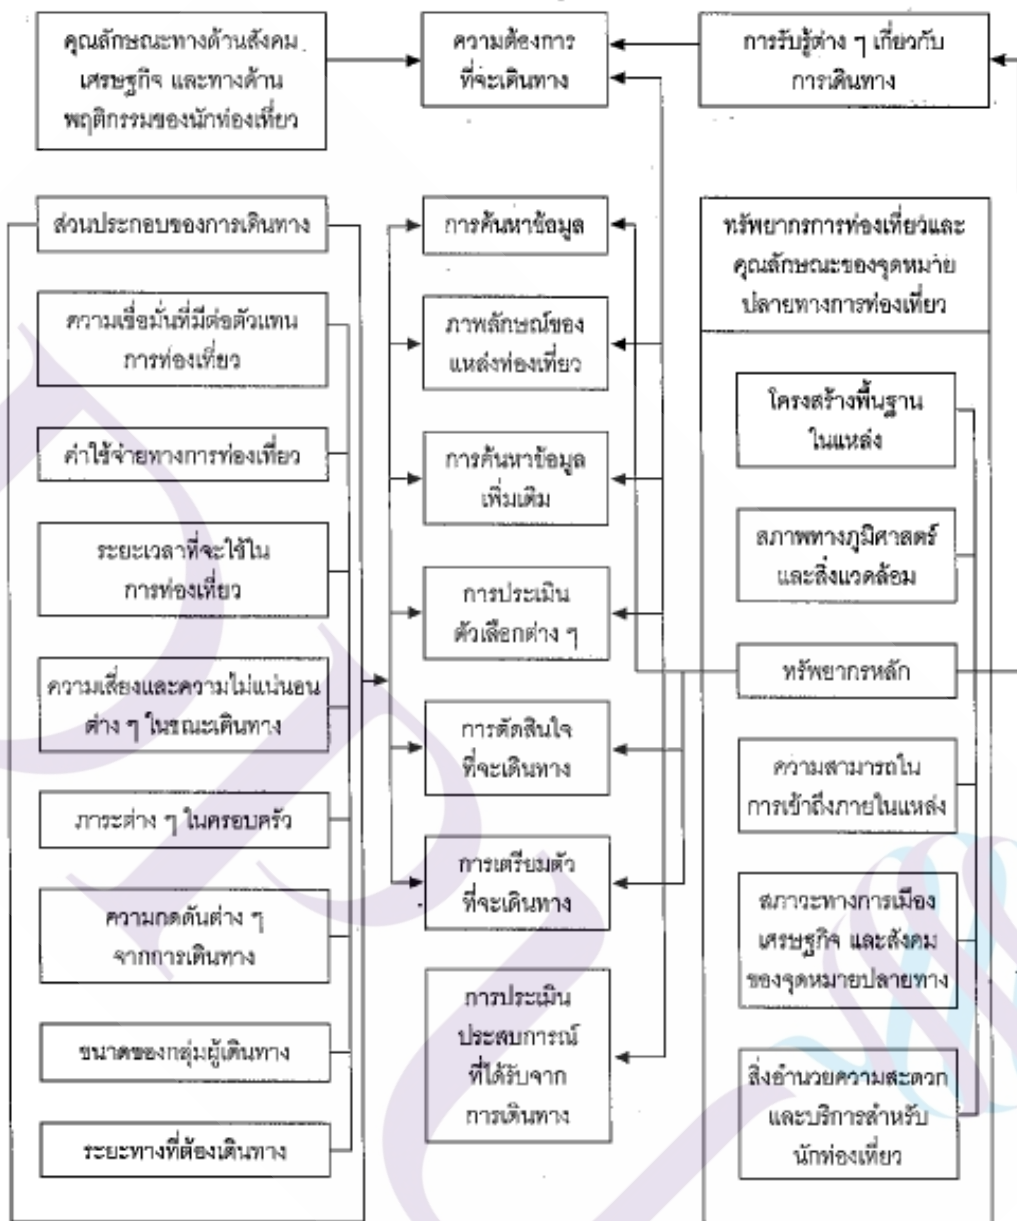 คุณลักษณะทางด้านสังคม
เศรษฐกิจ และทางด้าน
พฤติกรรมของนักท่องเที่ยว
ความต้องการ
ที่จะเดินทาง
การรับรู้ต่าง ๆ เกี่ยวกับ
การเดินทาง
ส่วนประกอบของการเดินทาง
ความเชื่อมั่นที่มีต่อตัวแทน
การท่องเที่ยว
ค่าใช้จ่ายทางการท่องเที่ยว
ระยะเวลาที่จะใช้ใน
การท่องเที่ยว
ความเสี่ยงและความไม่แน่นอน
ต่าง ๆ ในขณะเดินทาง
ภาระต่าง ๆ ในครอบครัว
ความกดดันต่าง ๆ
จากการเดินทาง
ขนาดของกลุ่มผู้เดินทาง
ระยะทางที่ต้องเดินทาง
การค้นหาข้อมูล
ภาพลักษณ์ของ
แหล่งท่องเที่ยว
การค้นหาข้อมูล
เพิ่มเติม
การประเมิน
ตัวเลือกต่าง ๆ
การตัดสินใจ
ที่จะเดินทาง
การเตรียมตัว
ที่จะเดินทาง
การประเมิน
ประสบการณ์
ที่ได้รับจาก
การเดินทาง
ทรัพยากรการท่องเที่ยวและ
คุณลักษณะของจุดหมาย
ปลายทางการท่องเที่ยว
โครงสร้างพื้นฐาน
ในแหล่ง
สภาพทางภูมิศาสตร์
และสิ่งแวดล้อม
ทรัพยากรหลัก
ความสามารถใน
การเข้าถึงภายในแหล่ง
สภาวะทางการเมือง
เศรษฐกิจ และสังคม
ของจุดหมายปลายทาง
สิ่งอำนวยความสะดวก
และบริการสำหรับ
นักท่องเที่ยว